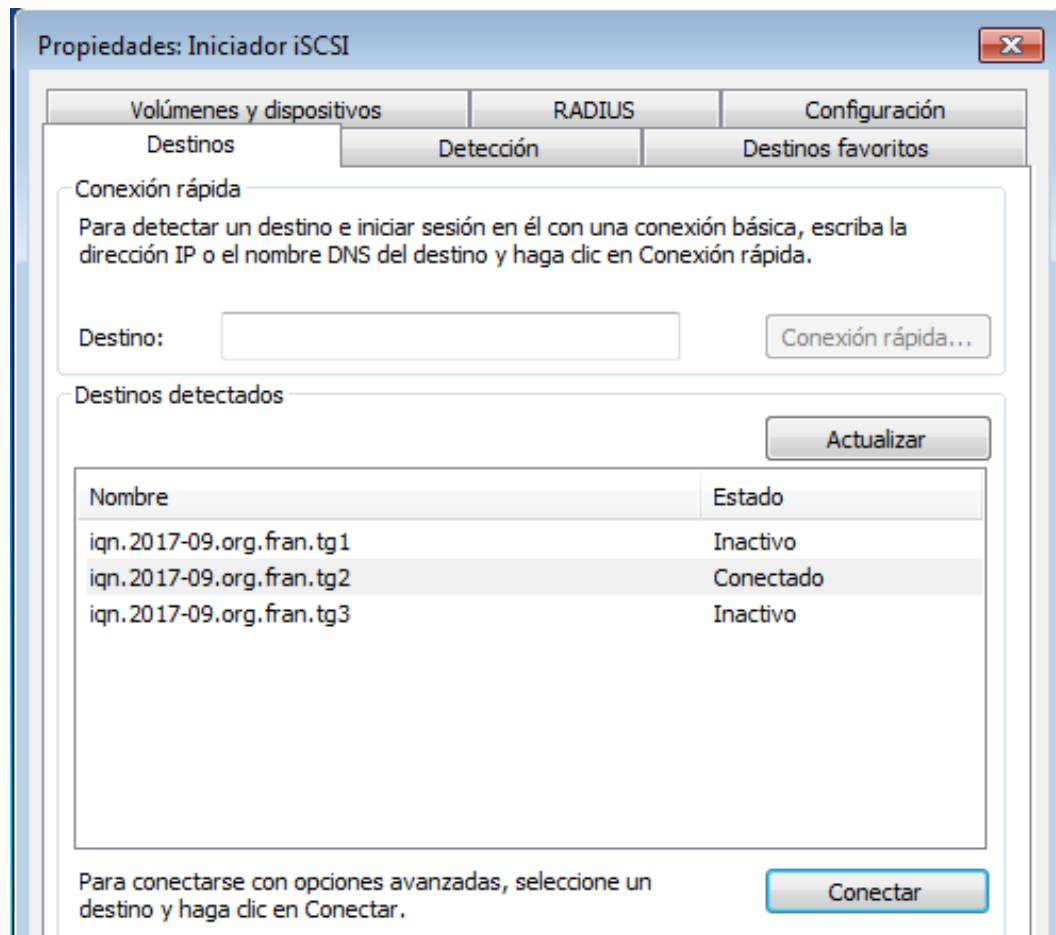 Propiedades: Iniciador iSCSI
Volúmenes y dispositivos
RADIUS
Configuración
Destinos
Detección
Destinos favoritos
Conexión rápida
Para detectar un destino e iniciar sesión en él con una conexión básica, escriba la
dirección IP o el nombre DNS del destino y haga clic en Conexión rápida.
Destino:
Conexión rápida...
Destinos detectados
Actualizar
Nombre Estado
iqn.2017-09.org.fran.tg1 Inactivo
iqn.2017-09.org.fran.tg2 Conectado
iqn.2017-09.org.fran.tg3 Inactivo
Para conectarse con opciones avanzadas, seleccione un
destino y haga clic en Conectar.
Conectar